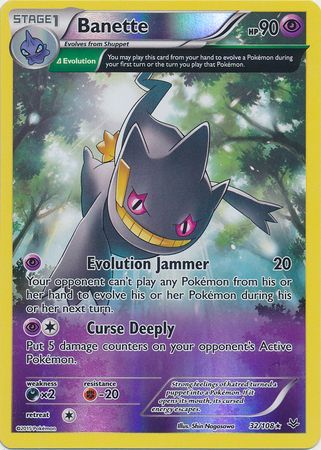 STAGE1
Banette
HP90
Evolves from Shuppet
Δ Evolution
You may play this card from your hand to evolve a Pokémon during
your first turn or the turn you play that Pokémon.
Evolution Jammer 20
Your opponent can't play any Pokémon from his or
her hand to evolve his or her Pokémon during his
or her next turn.
Curse Deeply
Put 5 damage counters on your opponent's Active
Pokémon.
weakness
×2
resistance
-20
retreat
Strong feelings of hatred turned a
puppet into a Pokémon. If it
opens its mouth, its cursed
energy escapes.
©2015 Pokémon
Illus. Shin Nagasawa
32/108